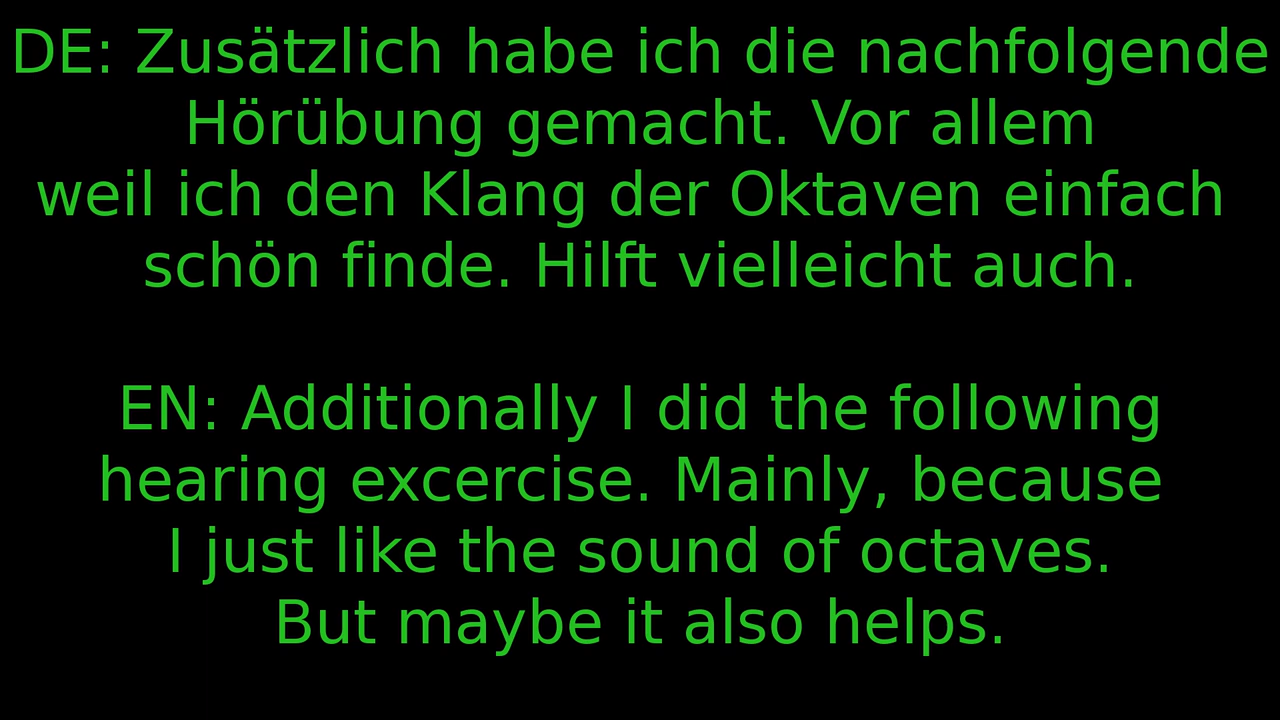 DE: Zusätzlich habe ich die nachfolgende
Hörübung gemacht. Vor allem
weil ich den Klang der Oktaven einfach
schön finde. Hilft vielleicht auch.
EN: Additionally I did the following
hearing excercise. Mainly, because
I just like the sound of octaves.
But maybe it also helps.